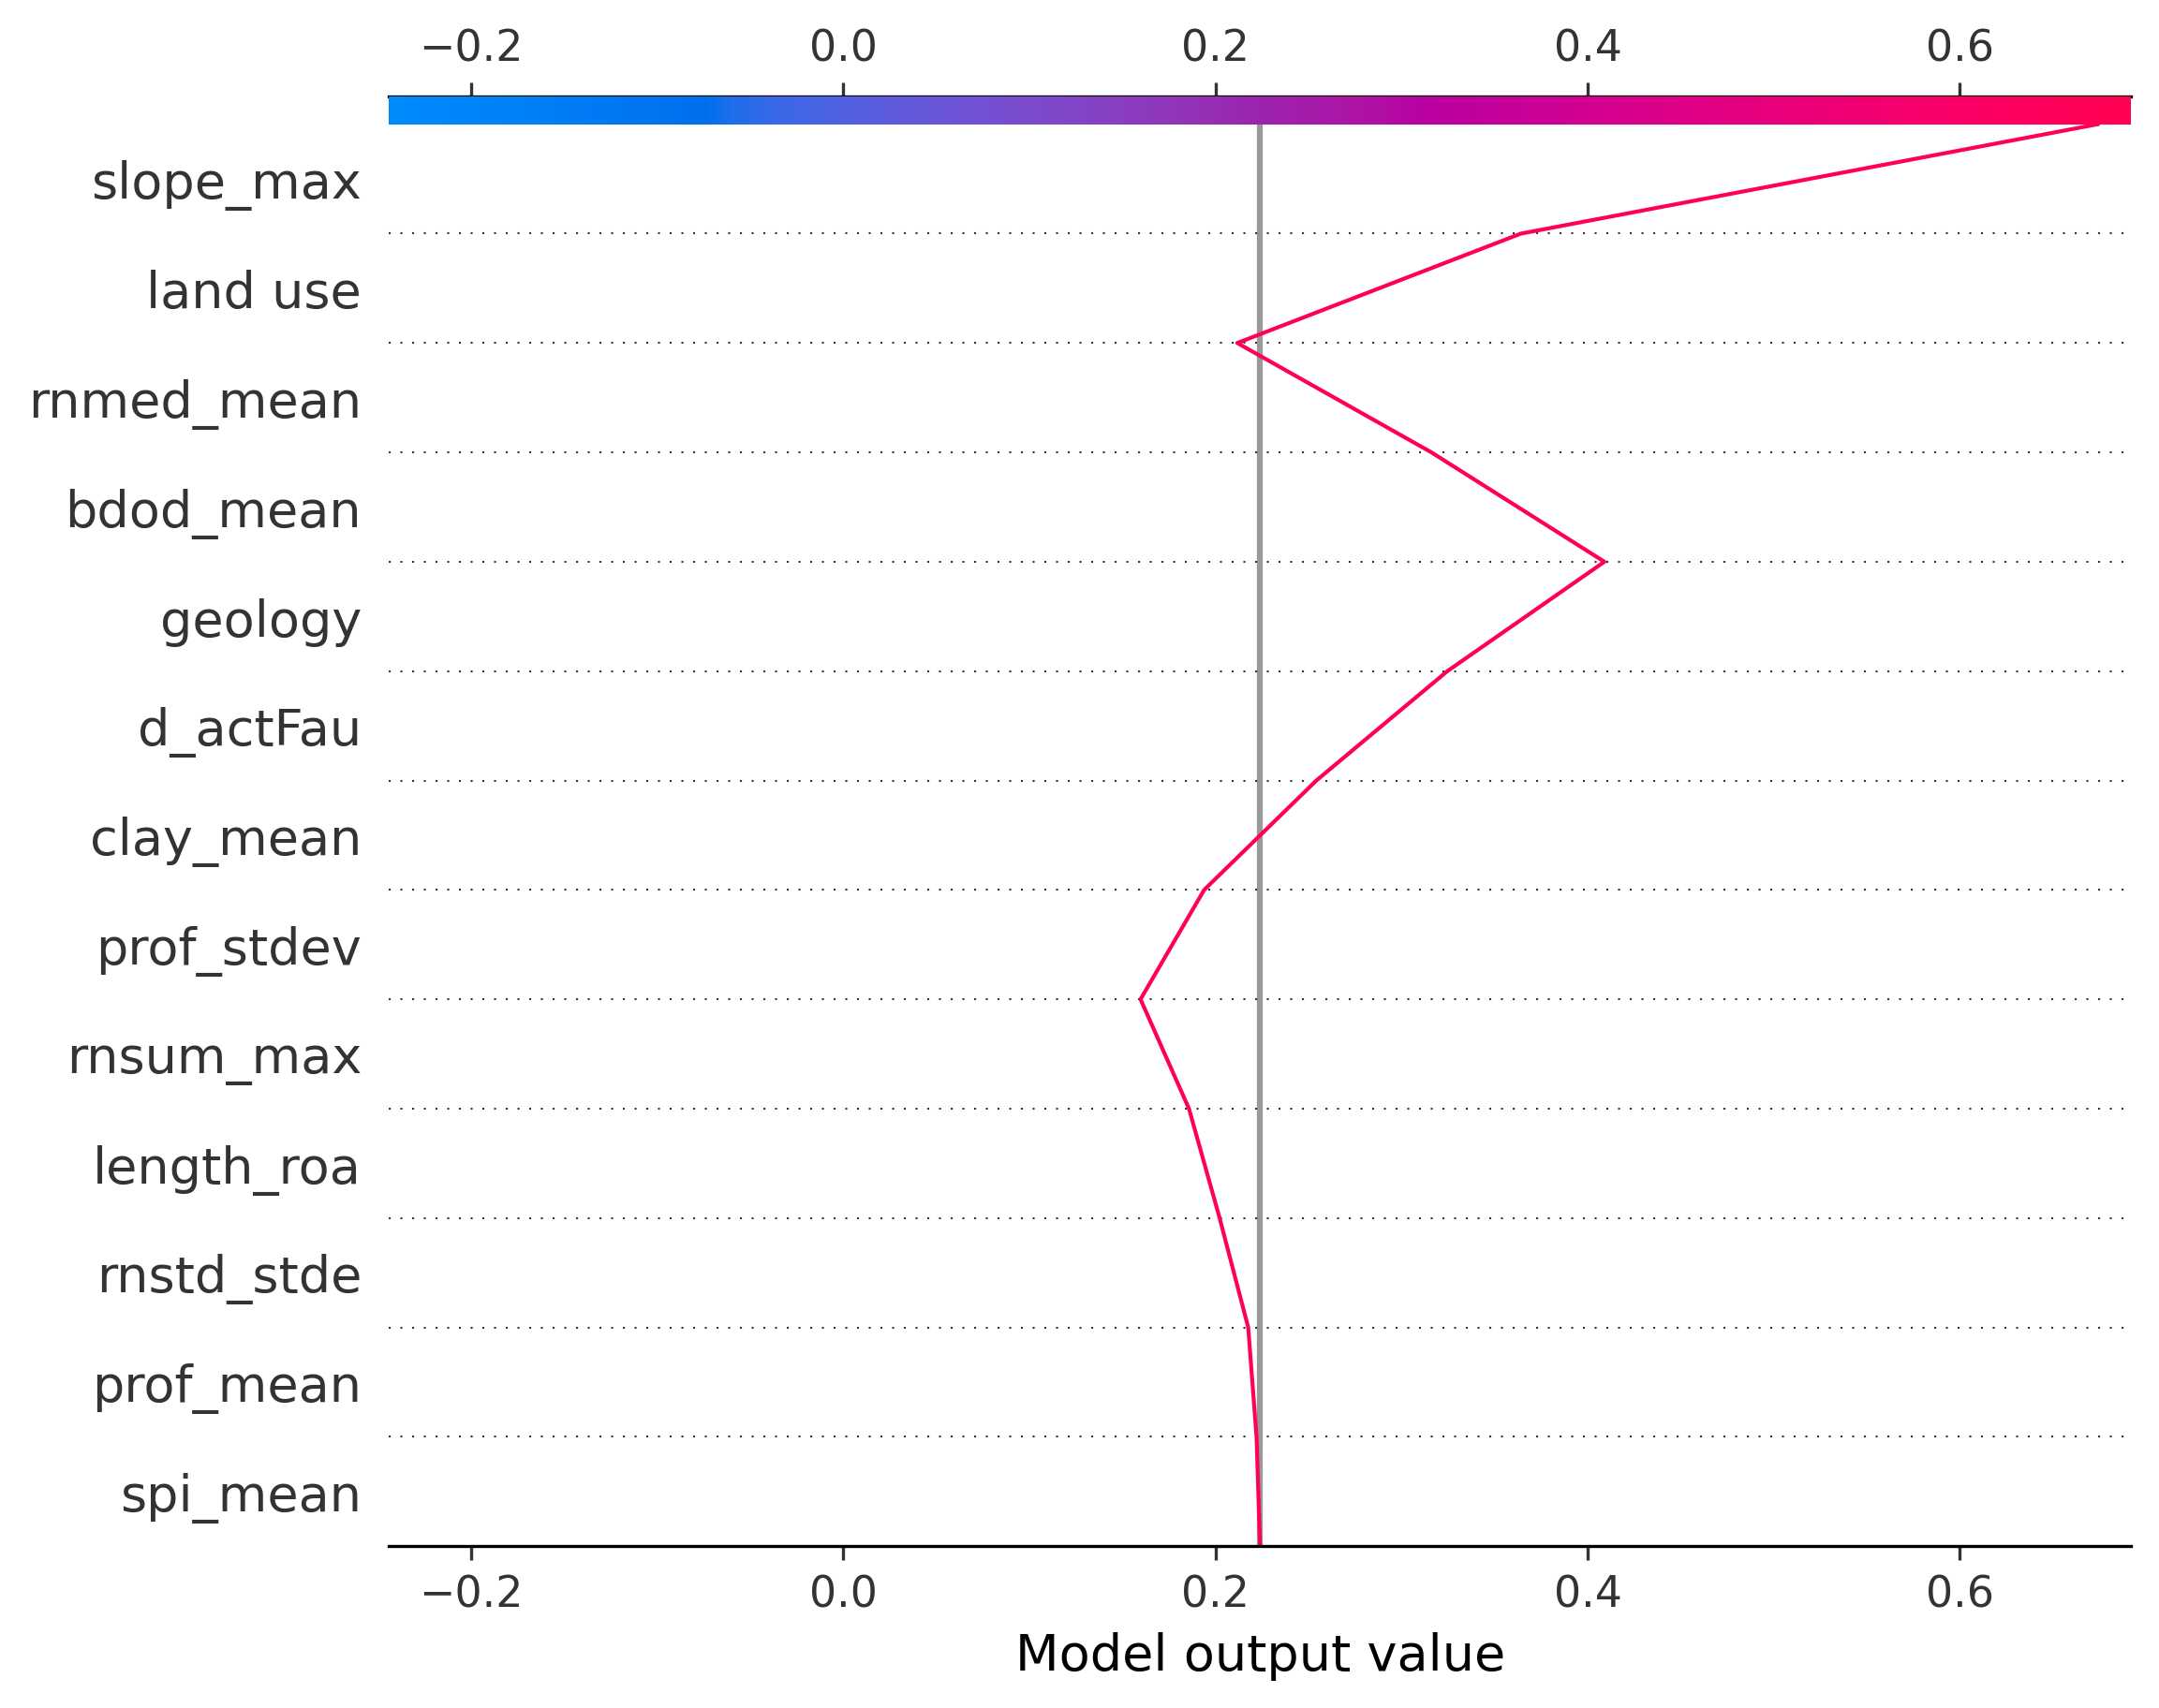 −0.2 0.0 0.2 0.4 0.6
slope_max
land use
rnmed_mean
bdod_mean
geology
d_actFau
clay_mean
prof_stdev
rnsum_max
length_roa
rnstd_stde
prof_mean
spi_mean
−0.2 0.0 0.2 0.4 0.6
Model output value